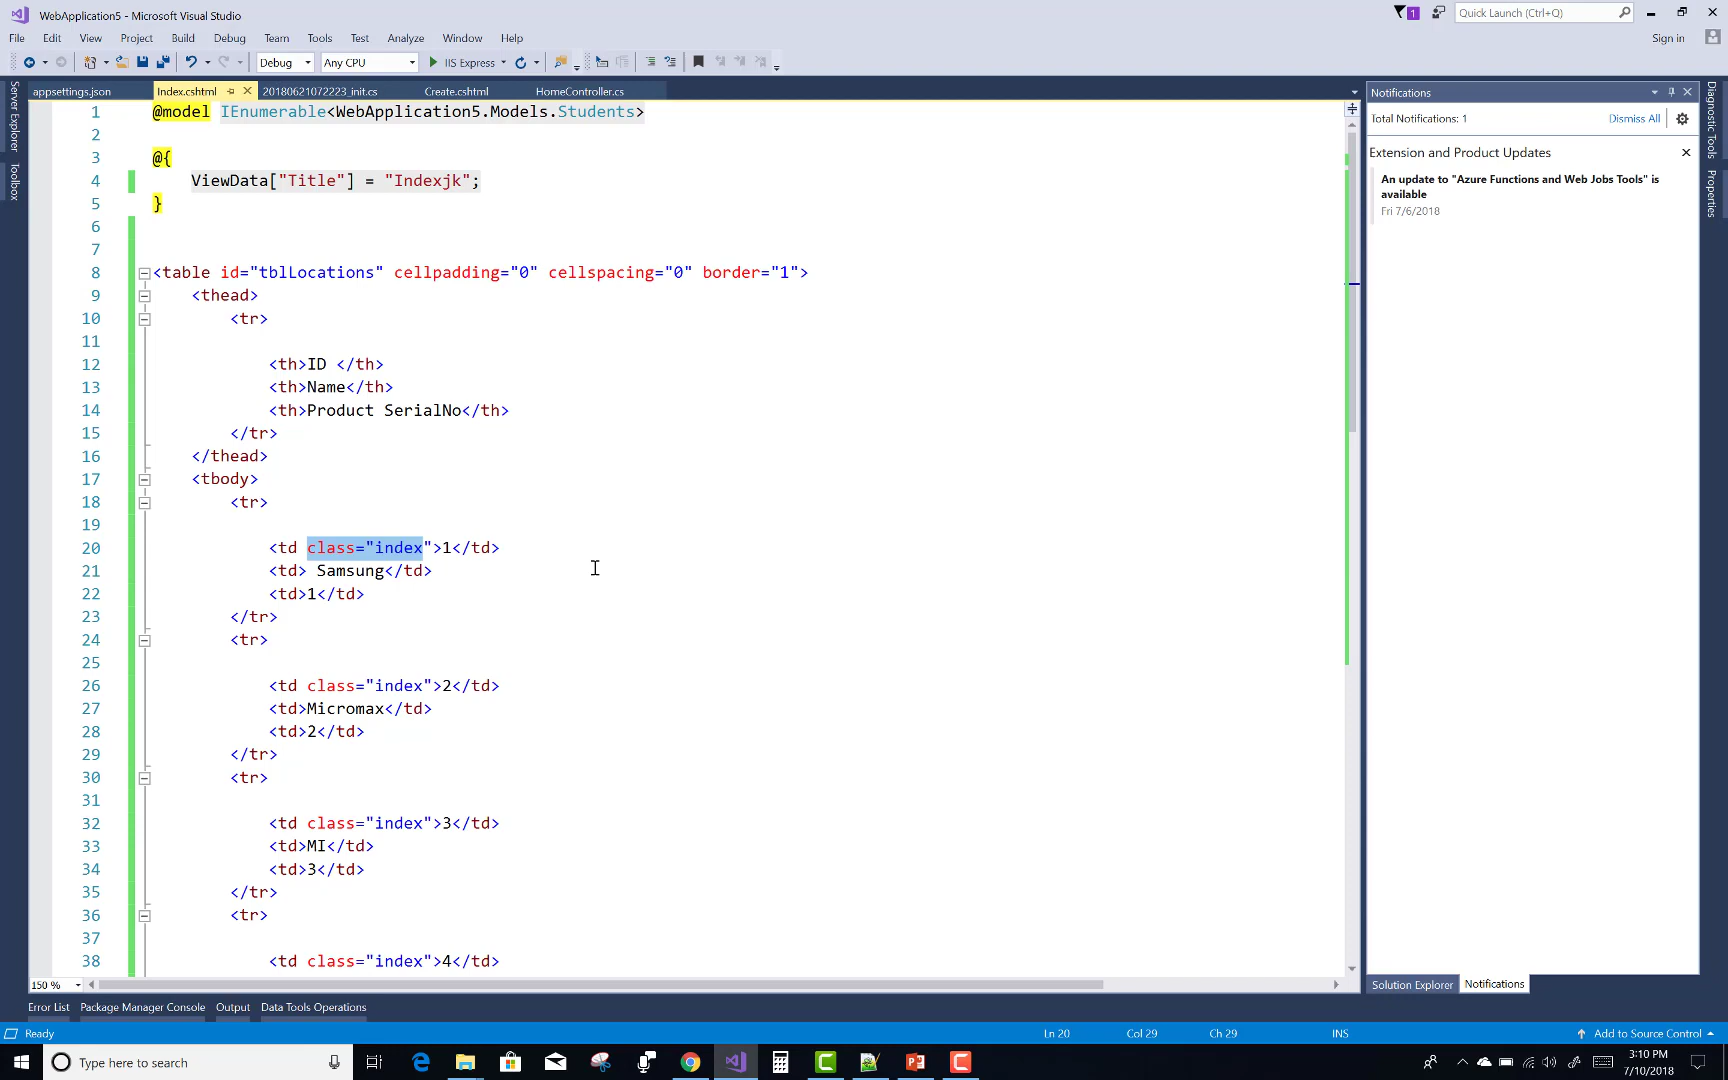 WebApplication5 - Microsoft Visual Studio
1
Quick Launch (Ctrl+Q)
File Edit View Project Build Debug Team Tools Test Analyze Window Help
Sign in
Debug Any CPU IIS Express
appsettings.json Index.cshtml 20180621072223_init.cs Create.cshtml HomeController.cs
Server Explorer
Toolbox
1 @model IEnumerable<WebApplication5.Models.Students>
2
3 @{
4 ViewData["Title"] = "Indexjk";
5 }
6
7
8 <table id="tblLocations" cellpadding="0" cellspacing="0" border="1">
9 <thead>
10 <tr>
11
12 <th>ID </th>
13 <th>Name</th>
14 <th>Product SerialNo</th>
15 </tr>
16 </thead>
17 <tbody>
18 <tr>
19
20 <td class="index">1</td>
21 <td> Samsung</td>
22 <td>1</td>
23 </tr>
24 <tr>
25
26 <td class="index">2</td>
27 <td>Micromax</td>
28 <td>2</td>
29 </tr>
30 <tr>
31
32 <td class="index">3</td>
33 <td>MI</td>
34 <td>3</td>
35 </tr>
36 <tr>
37
38 <td class="index">4</td>
150 %
Notifications
Total Notifications: 1 Dismiss All
Extension and Product Updates
An update to "Azure Functions and Web Jobs Tools" is
available
Fri 7/6/2018
Diagnostic Tools
Properties
Solution Explorer Notifications
Error List Package Manager Console Output Data Tools Operations
Ready Ln 20 Col 29 Ch 29 INS Add to Source Control
Type here to search
3:10 PM
7/10/2018